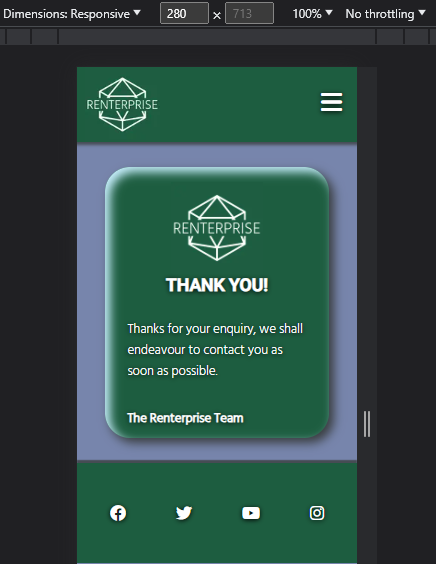 Dimensions: Responsive 280 × 713 100% No throttling
RENTERPRISE
RENTERPRISE
THANK YOU!
Thanks for your enquiry, we shall
endeavour to contact you as
soon as possible.
The Renterprise Team